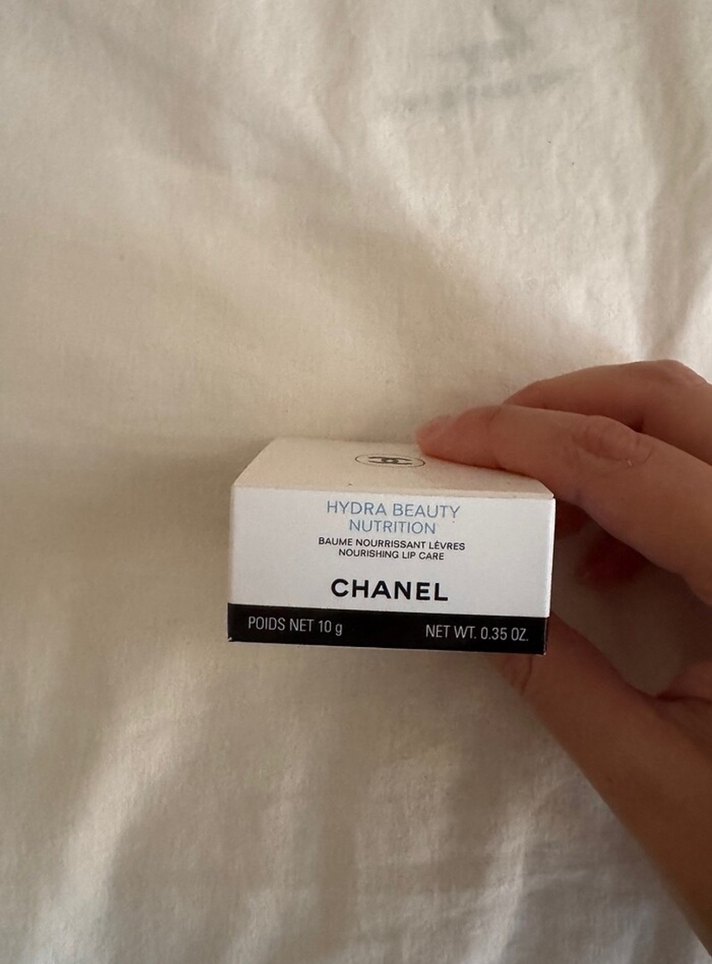 HYDRA BEAUTY
NUTRITION
BAUME NOURRISSANT LÈVRES
NOURISHING LIP CARE
CHANEL
POIDS NET 10 g NET WT. 0.35 OZ.